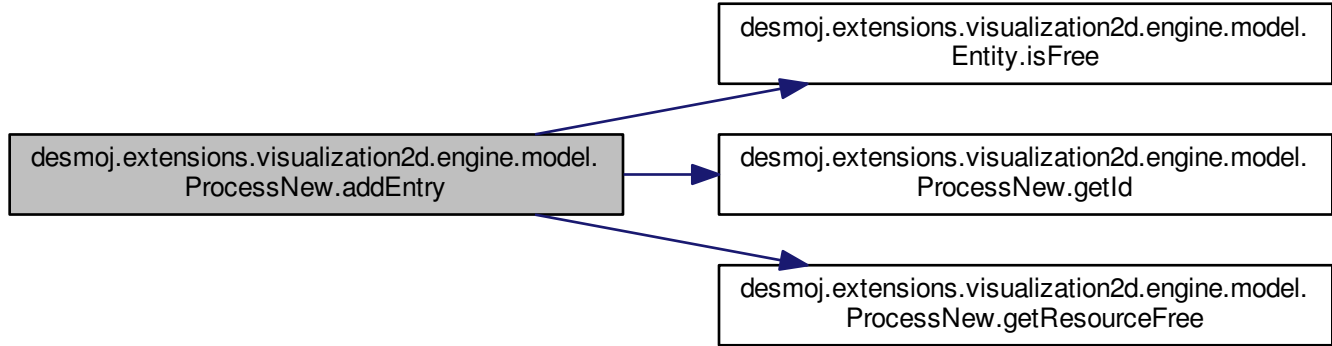 desmoj.extensions.visualization2d.engine.model.
Entity.isFree
desmoj.extensions.visualization2d.engine.model.
ProcessNew.addEntry
desmoj.extensions.visualization2d.engine.model.
ProcessNew.getId
desmoj.extensions.visualization2d.engine.model.
ProcessNew.getResourceFree